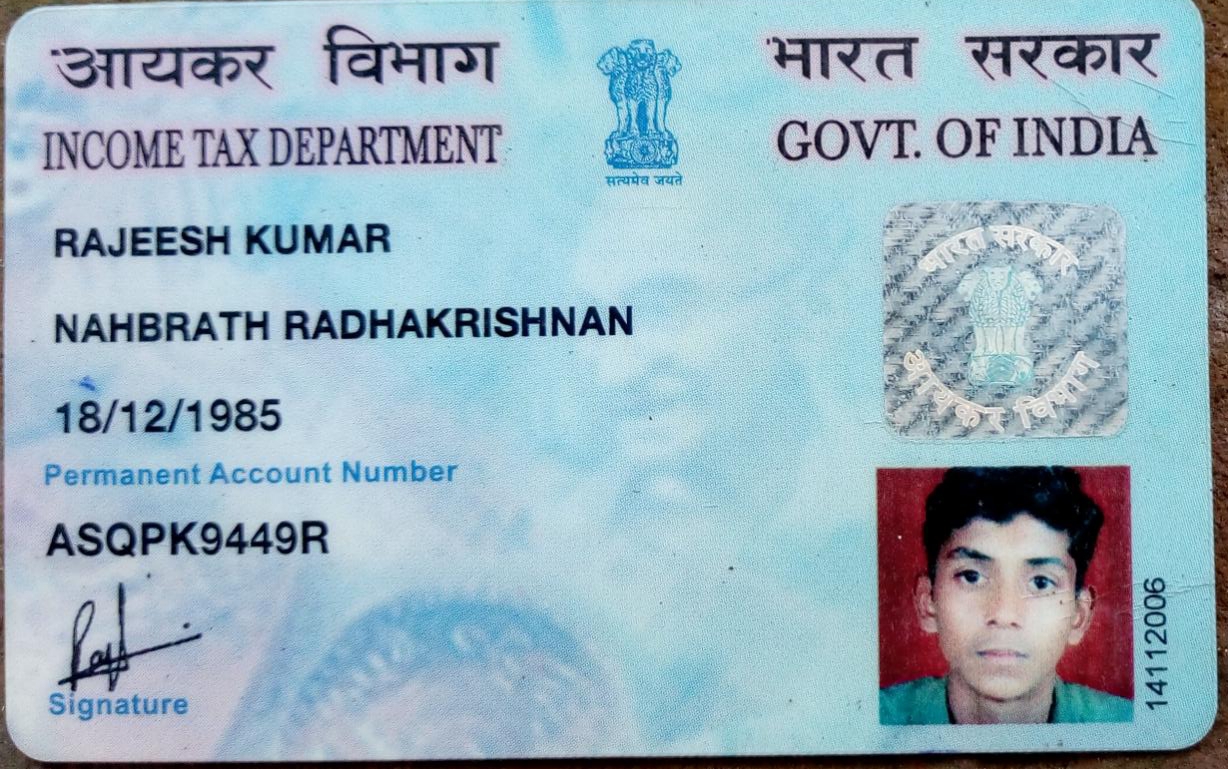 आयकर विभाग
भारत सरकार
INCOME TAX DEPARTMENT
GOVT. OF INDIA
सत्यमेव जयते
RAJEESH KUMAR
भारत सरकार
आयकर विभाग
NAHBRATH RADHAKRISHNAN
18/12/1985
Permanent Account Number
ASQPK9449R
Signature
14112006